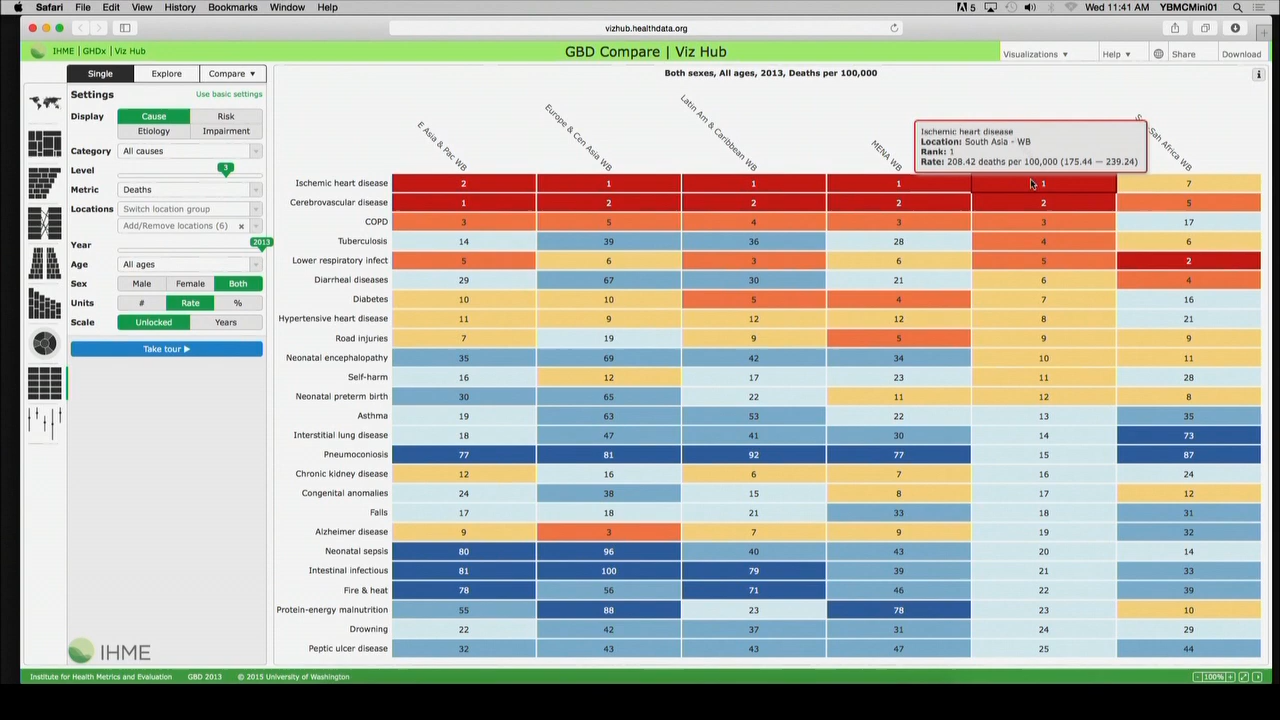 Safari File Edit View History Bookmarks Window Help
5 Wed 11:41 AM YBMCMini01
vizhub.healthdata.org
IHME | GHDx | Viz Hub
GBD Compare | Viz Hub
Visualizations Help Share Download
Single Explore Compare
Both sexes, All ages, 2013, Deaths per 100,000
Settings Use basic settings
Display Cause Risk
Etiology Impairment
Category All causes
Level 3
Metric Deaths
Locations Switch location group
Add/Remove locations (6) x
Year 2013
Age All ages
Sex Male Female Both
Units # Rate %
Scale Unlocked Years
Take tour
E Asia & Pac WB
Europe & Cen Asia WB
Latin Am & Caribbean WB
MENA WB
Ischemic heart disease
Location: South Asia - WB
Rank: 1
Rate: 208.42 deaths per 100,000 (175.44 — 239.24)
Ischemic heart disease 2 1 1 1 1 7
Cerebrovascular disease 1 2 2 2 2 5
COPD 3 5 4 3 3 17
Tuberculosis 14 39 36 28 4 6
Lower respiratory infect 5 6 3 6 5 2
Diarrheal diseases 29 67 30 21 6 4
Diabetes 10 10 5 4 7 16
Hypertensive heart disease 11 9 12 12 8 21
Road injuries 7 19 9 5 9 9
Neonatal encephalopathy 35 69 42 34 10 11
Self-harm 16 12 17 23 11 28
Neonatal preterm birth 30 65 22 11 12 8
Asthma 19 63 53 22 13 35
Interstitial lung disease 18 47 41 30 14 73
Pneumoconiosis 77 81 92 77 15 87
Chronic kidney disease 12 16 6 7 16 24
Congenital anomalies 24 38 15 8 17 12
Falls 17 18 21 33 18 31
Alzheimer disease 9 3 7 9 19 32
Neonatal sepsis 80 96 40 43 20 14
Intestinal infectious 81 100 79 39 21 33
Fire & heat 78 56 71 46 22 39
Protein-energy malnutrition 55 88 23 78 23 10
Drowning 22 42 37 31 24 29
Peptic ulcer disease 32 43 43 47 25 44
IHME
Institute for Health Metrics and Evaluation GBD 2013 © 2015 University of Washington
- 100% +